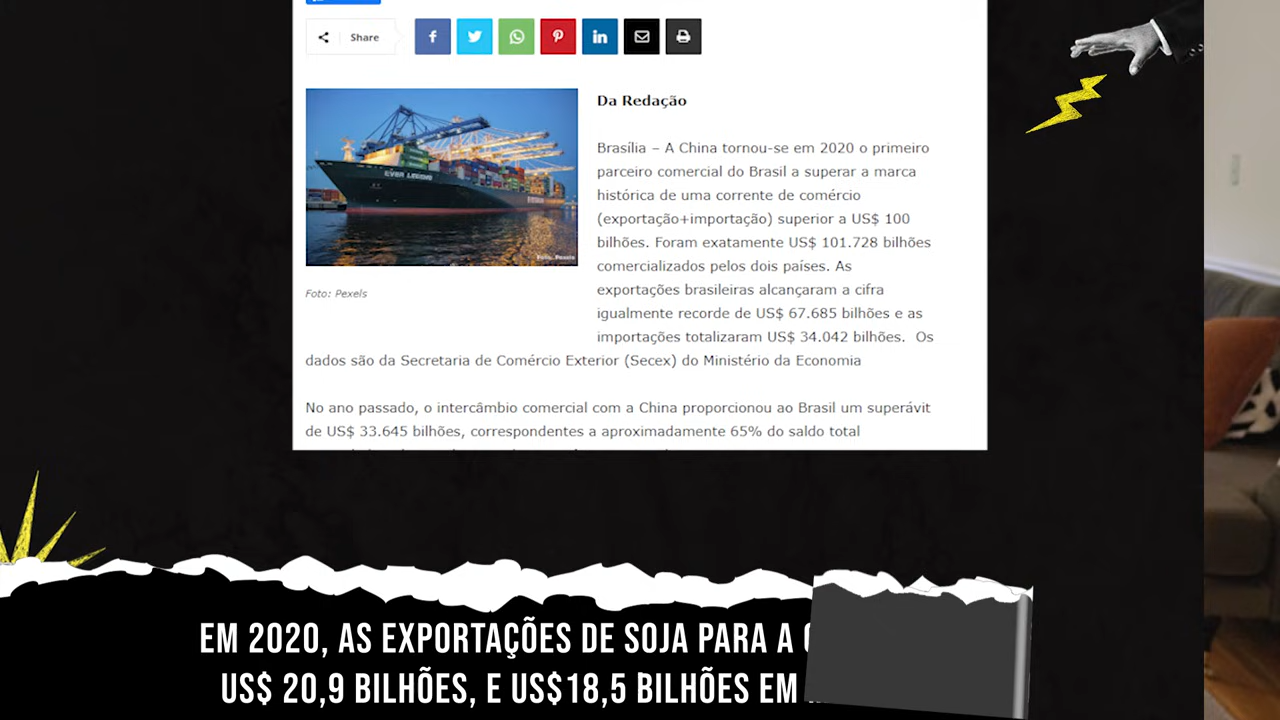 Share
Da Redação
Brasília – A China tornou-se em 2020 o primeiro
parceiro comercial do Brasil a superar a marca
histórica de uma corrente de comércio
(exportação+importação) superior a US$ 100
bilhões. Foram exatamente US$ 101.728 bilhões
comercializados pelos dois países. As
exportações brasileiras alcançaram a cifra
igualmente recorde de US$ 67.685 bilhões e as
importações totalizaram US$ 34.042 bilhões. Os
Foto: Pexels
Foto: Pexels
dados são da Secretaria de Comércio Exterior (Secex) do Ministério da Economia
No ano passado, o intercâmbio comercial com a China proporcionou ao Brasil um superávit
de US$ 33.645 bilhões, correspondentes a aproximadamente 65% do saldo total
EM 2020, AS EXPORTAÇÕES DE SOJA PARA A
US$ 20,9 BILHÕES, E US$18,5 BILHÕES EM